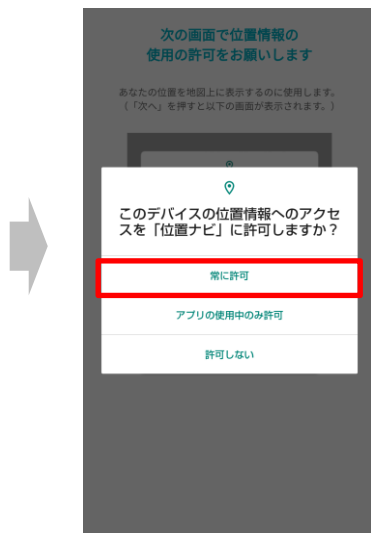 次の画面で位置情報の
使用の許可をお願いします
あなたの位置を地図上に表示するのに使用します。
（「次へ」を押すと以下の画面が表示されます。）
このデバイスの位置情報へのアクセ
スを「位置ナビ」に許可しますか？
常に許可
アプリの使用中のみ許可
許可しない